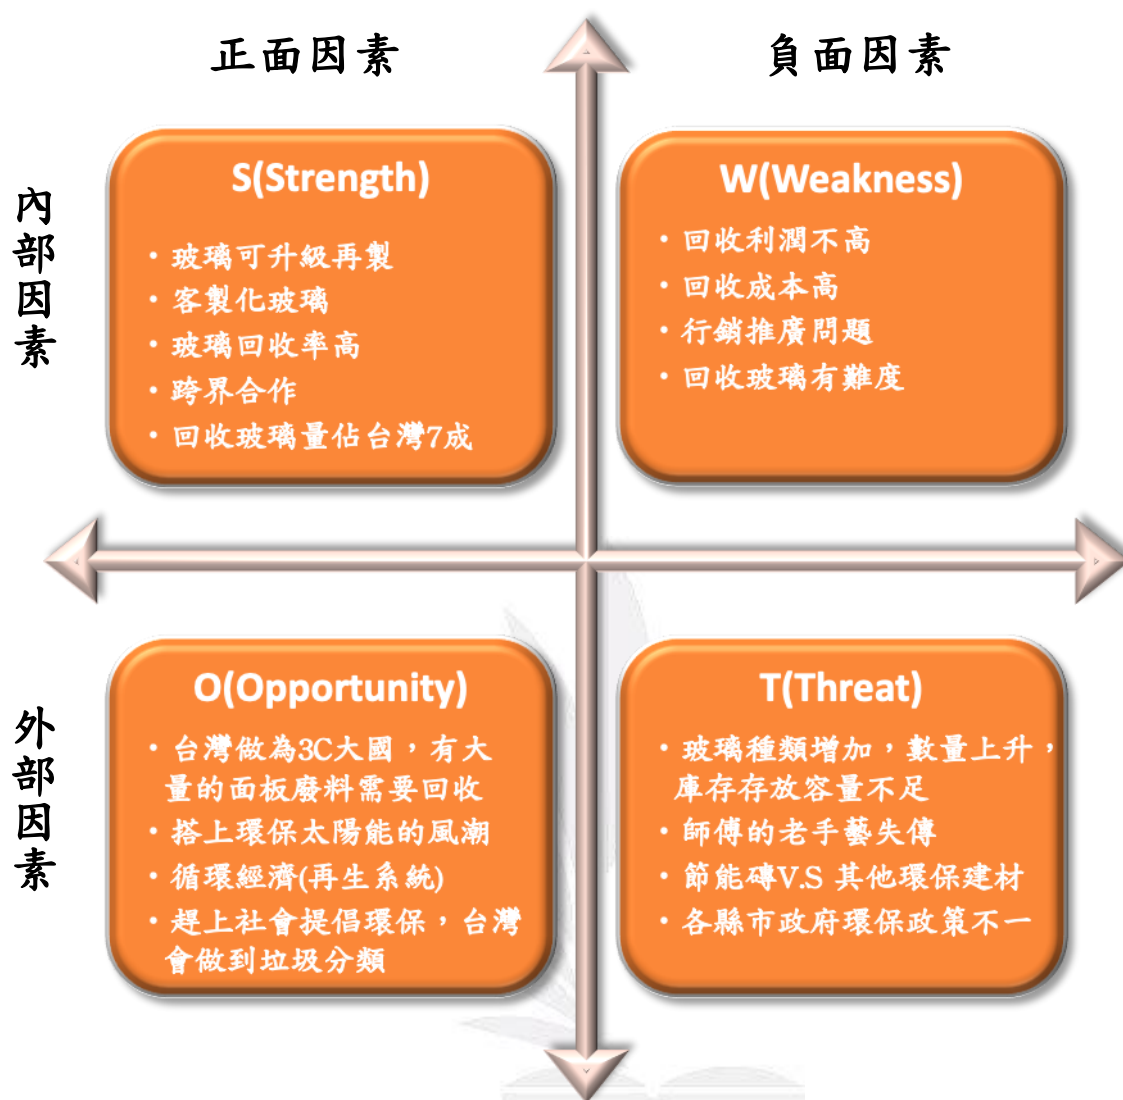 正面因素
負面因素
內部因素
S(Strength)
・玻璃可升級再製
・客製化玻璃
・玻璃回收率高
・跨界合作
・回收玻璃量佔台灣7成
W(Weakness)
・回收利潤不高
・回收成本高
・行銷推廣問題
・回收玻璃有難度
外部因素
O(Opportunity)
・台灣做為3C大國，有大
量的面板廢料需要回收
・搭上環保太陽能的風潮
・循環經濟(再生系統)
・趕上社會提倡環保，台灣
會做到垃圾分類
T(Threat)
・玻璃種類增加，數量上升，
庫存存放容量不足
・師傅的老手藝失傳
・節能磚V.S 其他環保建材
・各縣市政府環保政策不一